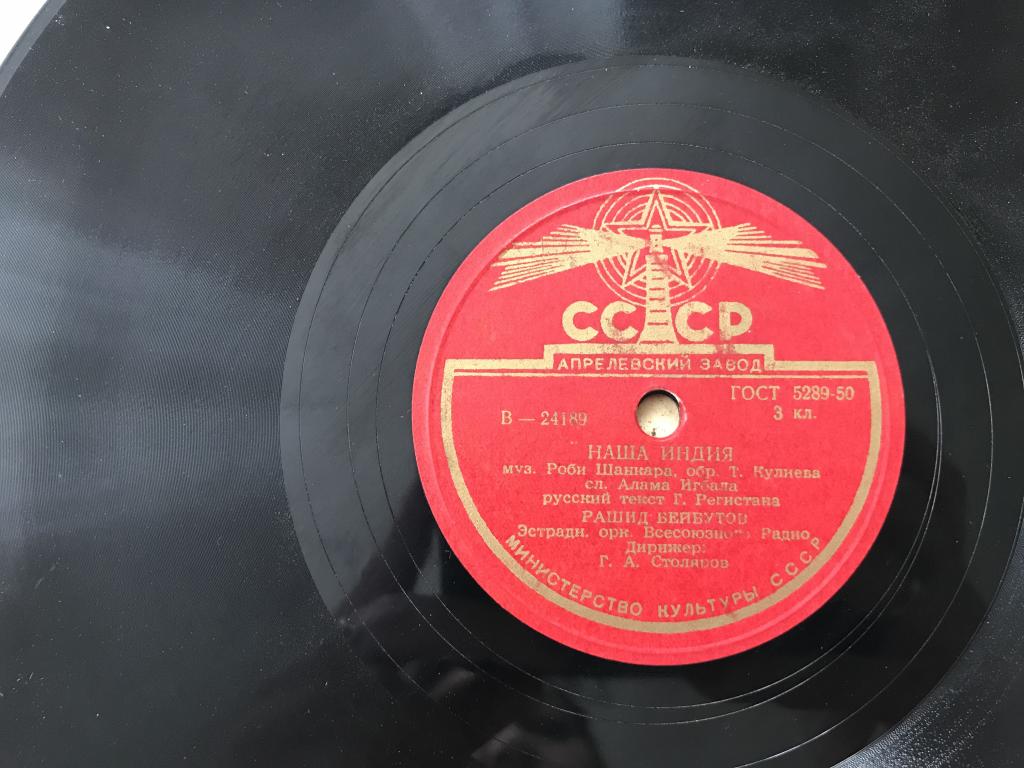 СССР
АПРЕЛЕВСКИЙ ЗАВОД
ГОСТ 5289-50
В — 24189
3 кл.
НАША ИНДИЯ
муз. Роби Шанкара, обр. Т. Кулиева
сл. Алама Игбала
русский текст Г. Регистана
РАШИД БЕЙБУТОВ
Эстрадн. орк. Всесоюзного Радио
Дирижер:
Г. А. Столяров
МИНИСТЕРСТВО КУЛЬТУРЫ СССР